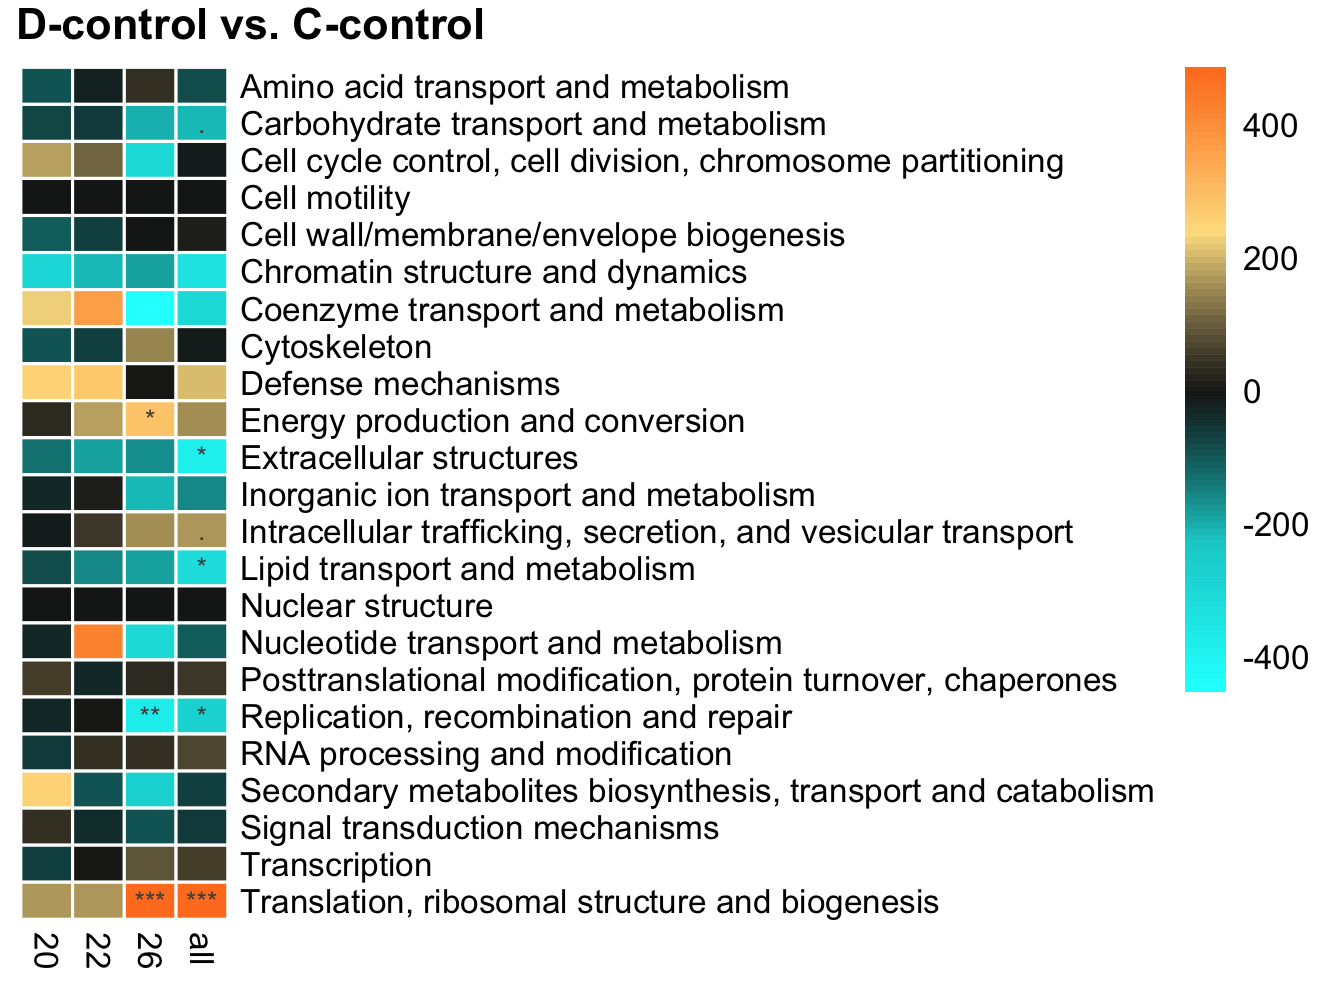 D-control vs. C-control
Amino acid transport and metabolism
. Carbohydrate transport and metabolism
Cell cycle control, cell division, chromosome partitioning
Cell motility
Cell wall/membrane/envelope biogenesis
Chromatin structure and dynamics
Coenzyme transport and metabolism
Cytoskeleton
Defense mechanisms
* Energy production and conversion
* Extracellular structures
Inorganic ion transport and metabolism
. Intracellular trafficking, secretion, and vesicular transport
* Lipid transport and metabolism
Nuclear structure
Nucleotide transport and metabolism
Posttranslational modification, protein turnover, chaperones
** * Replication, recombination and repair
RNA processing and modification
Secondary metabolites biosynthesis, transport and catabolism
Signal transduction mechanisms
Transcription
*** *** Translation, ribosomal structure and biogenesis
20 22 26 all
400
200
0
-200
-400